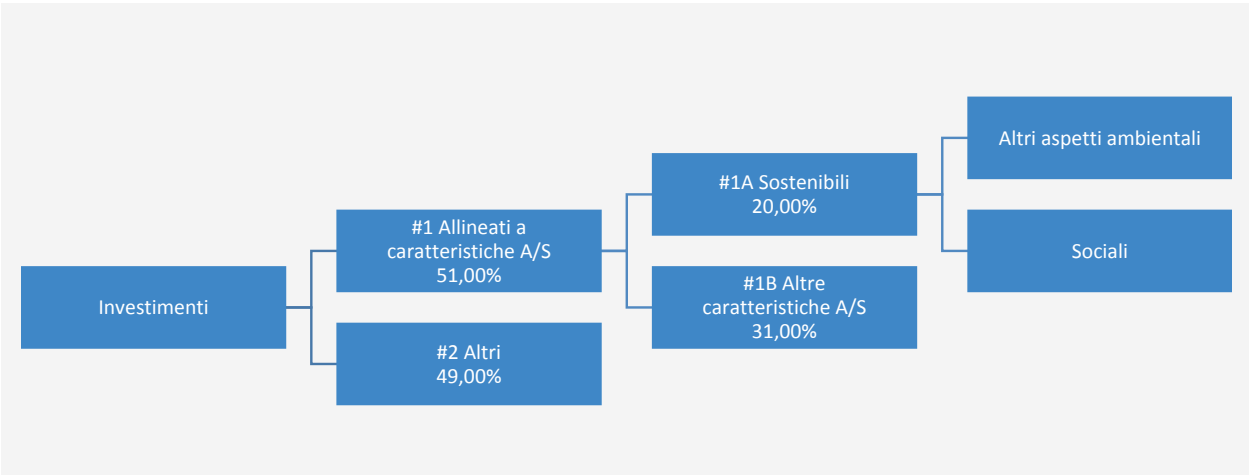 Investimenti
#1 Allineati a
caratteristiche A/S
51,00%
#2 Altri
49,00%
#1A Sostenibili
20,00%
#1B Altre
caratteristiche A/S
31,00%
Altri aspetti ambientali
Sociali